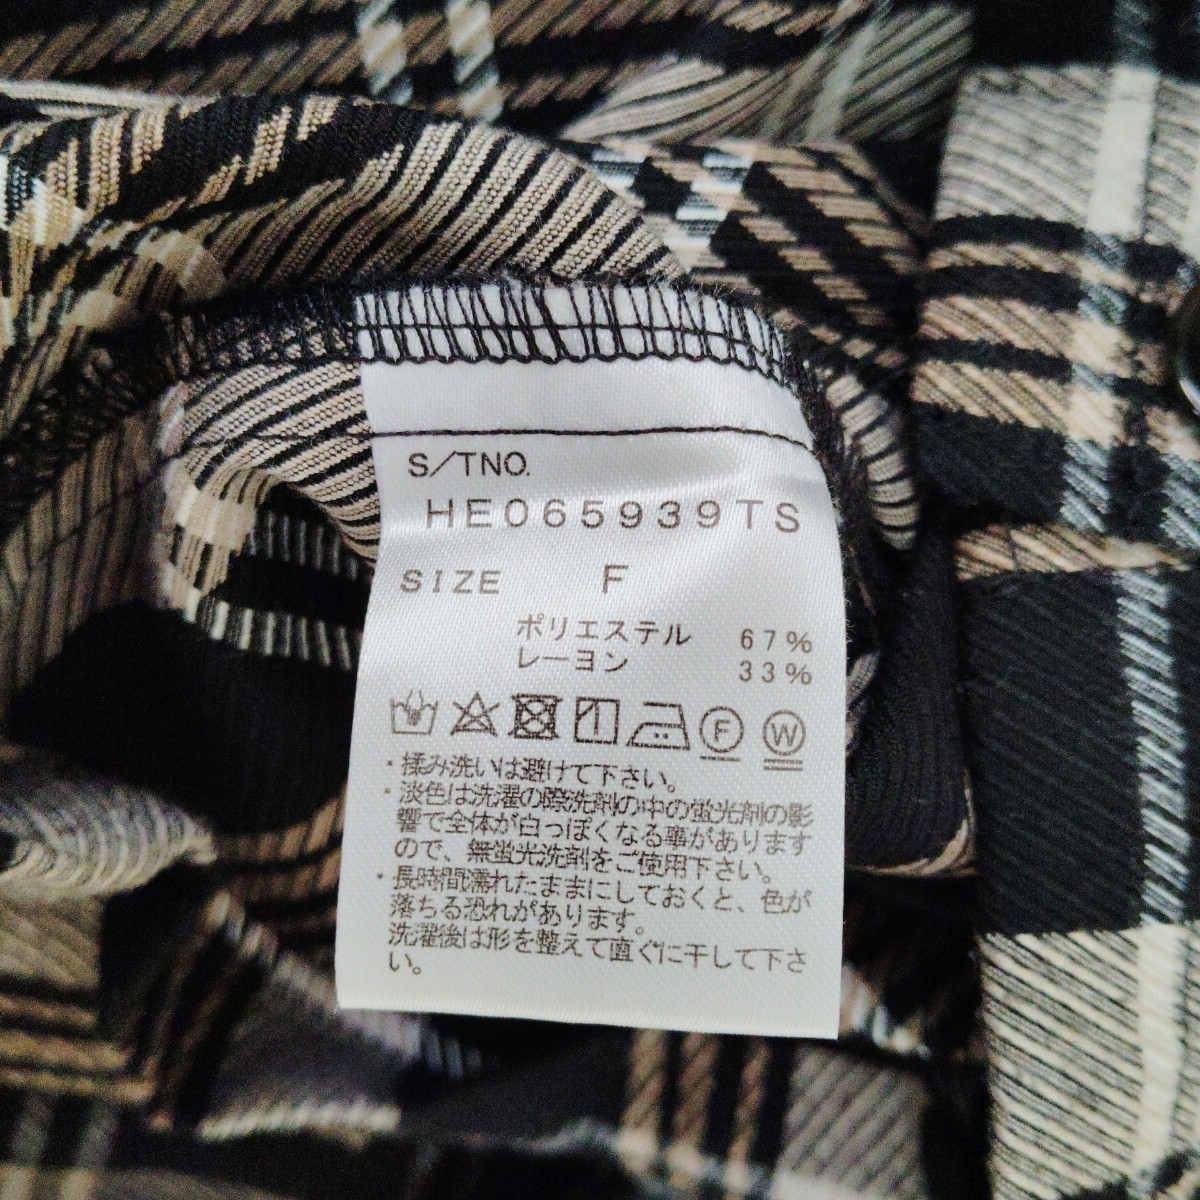 S/TNO.
HE065939TS
SIZE F
ポリエステル 67%
レーヨン 33%
F W
・揉み洗いは避けて下さい。
・淡色は洗濯の際洗剤の中の蛍光剤の影
響で全体が白っぽくなる事があります
ので、無蛍光洗剤をご使用下さい。
・長時間濡れたままにしておくと、色が
落ちる恐れがあります。
洗濯後は形を整えて直ぐに干して下さ
い。